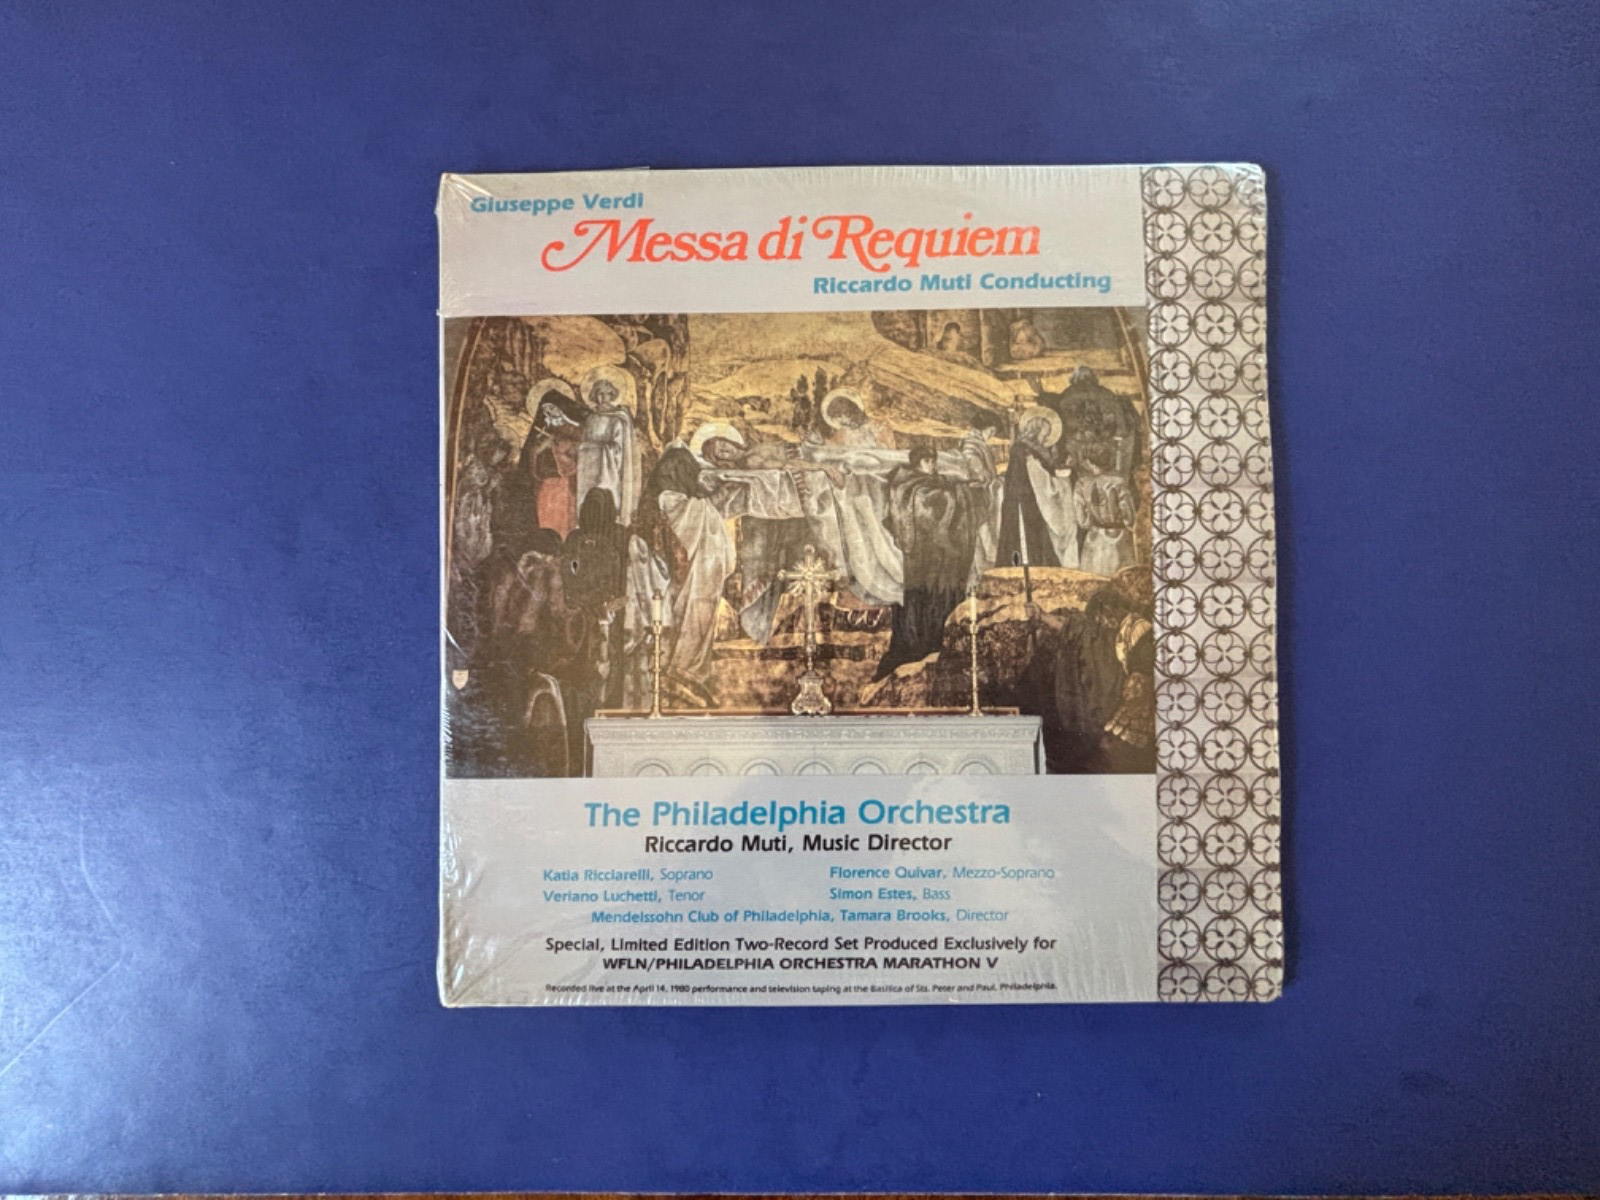 Giuseppe Verdi
Messa di Requiem
Riccardo Muti Conducting
The Philadelphia Orchestra
Riccardo Muti, Music Director
Katia Ricciarelli, Soprano
Florence Quivar, Mezzo-Soprano
Veriano Luchetti, Tenor
Simon Estes, Bass
Mendelssohn Club of Philadelphia, Tamara Brooks, Director
Special, Limited Edition Two-Record Set Produced Exclusively for
WFLN/PHILADELPHIA ORCHESTRA MARATHON V
Recorded live at the April 14, 1980 performance and television taping at the Basilica of Sts. Peter and Paul, Philadelphia.